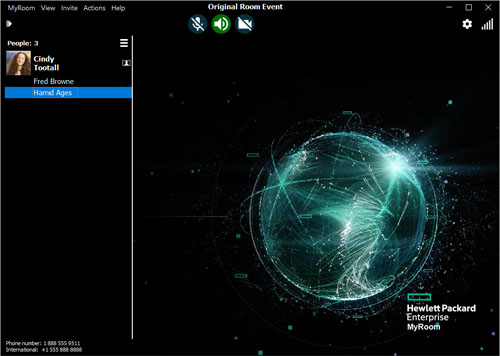 MyRoom View Invite Actions Help
Original Room Event
People: 3
Cindy
Tootall
Fred Browne
Hamid Ages
Hewlett Packard
Enterprise
MyRoom
Phone number: 1 888 555 9511
International: +1 555 888 8888